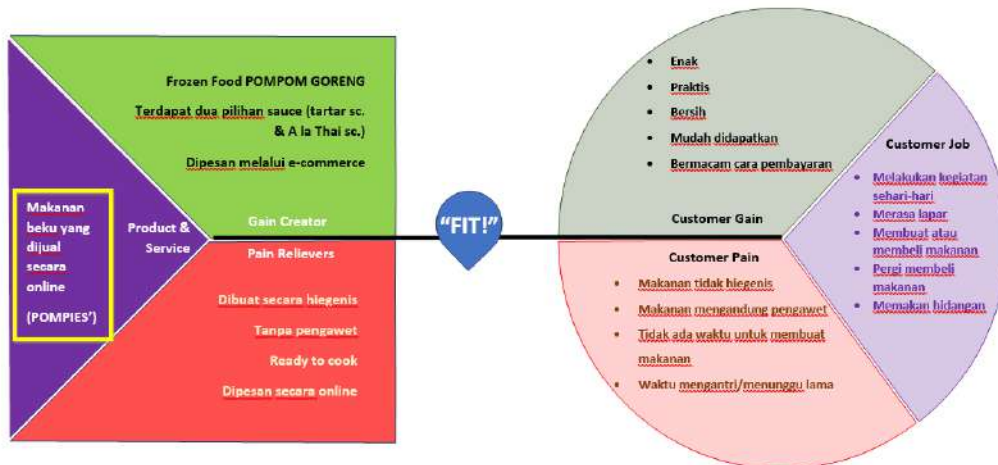 Frozen Food POMPOM GORENG
Terdapat dua pilihan sauce (tartar sc.
& A la Thai sc.)
Dipesan melalui e-commerce
Gain Creator
Makanan
beku yang
dijual
secara
online
(POMPIES')
Product &
Service
Pain Relievers
Dibuat secara hiegenis
Tanpa pengawet
Ready to cook
Dipesan secara online
"FIT!"
• Enak
• Praktis
• Bersih
• Mudah didapatkan
• Bermacam cara pembayaran
Customer Gain
Customer Job
• Melakukan kegiatan
sehari-hari
• Merasa lapar
• Membuat atau
membeli makanan
• Pergi membeli
makanan
• Memakan hidangan
Customer Pain
• Makanan tidak hiegenis
• Makanan mengandung pengawet
• Tidak ada waktu untuk membuat
makanan
• Waktu mengantri/menunggu lama